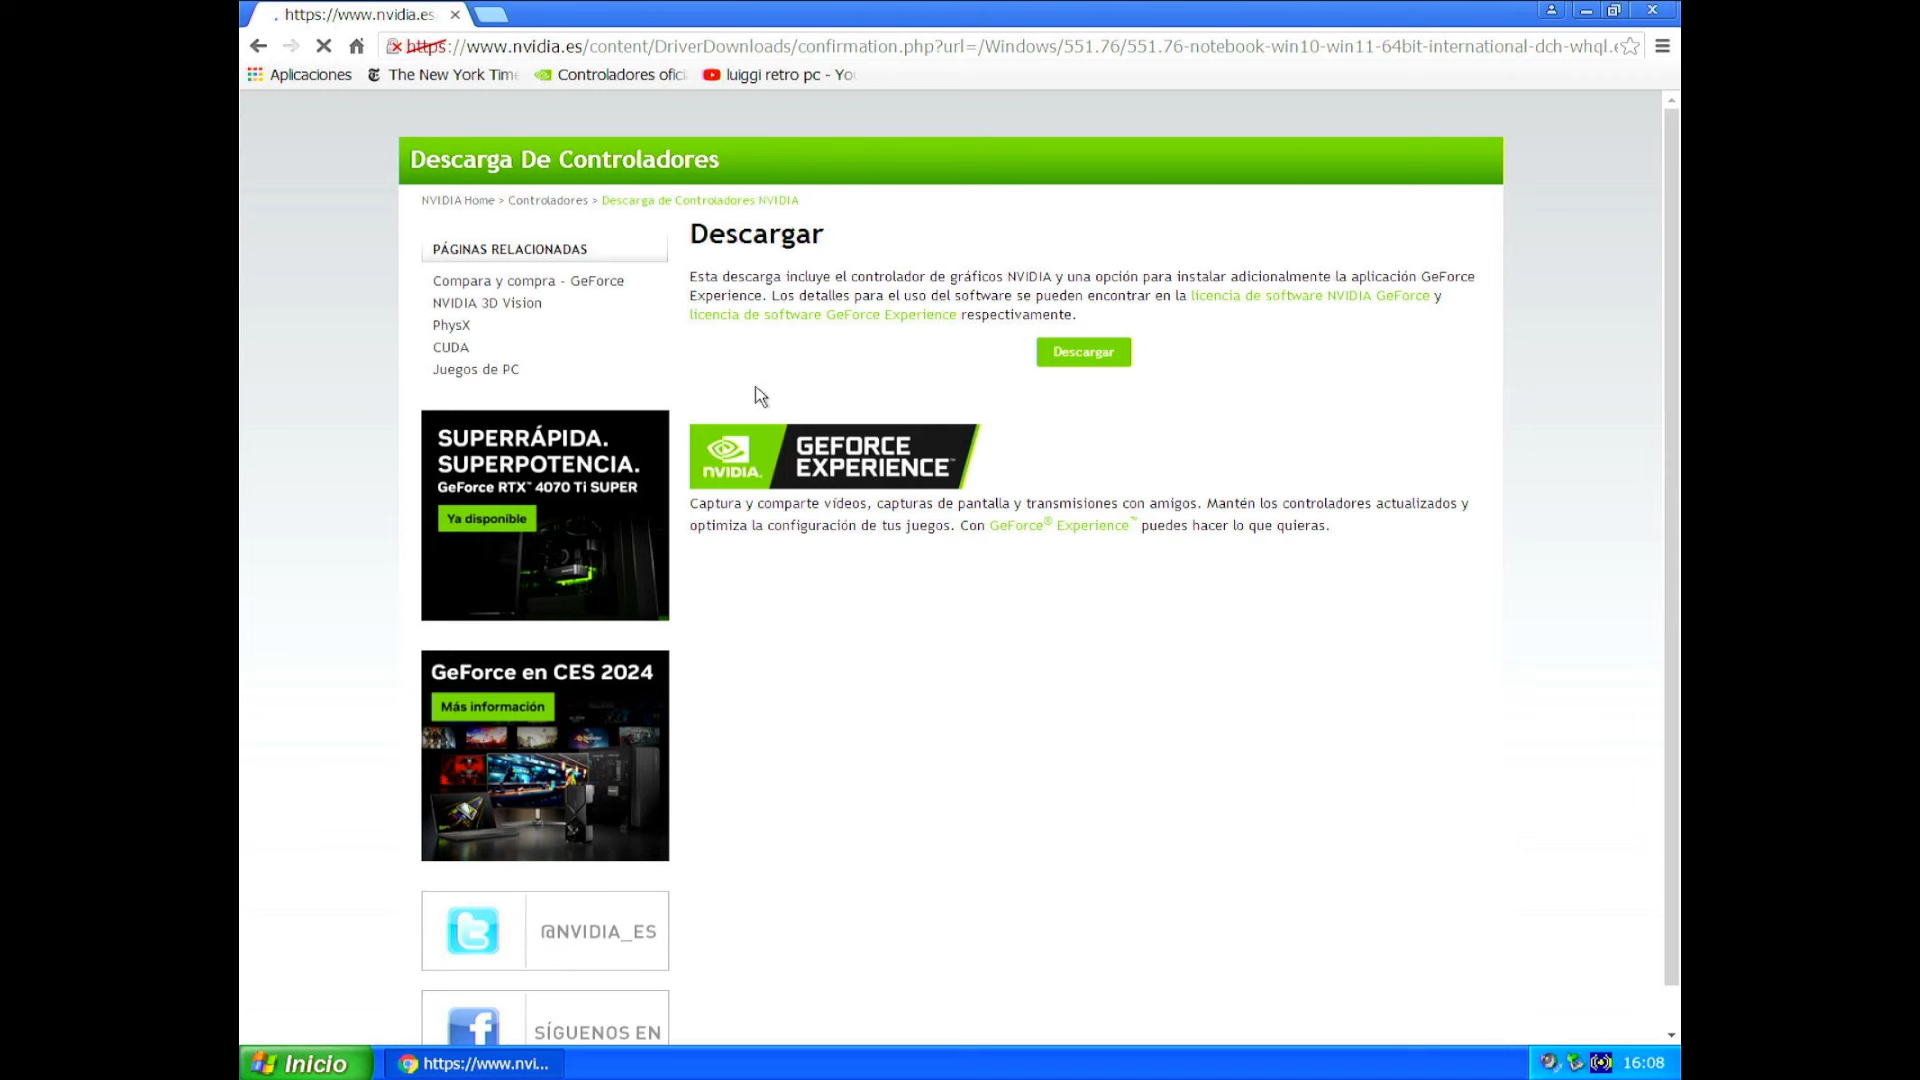 https://www.nvidia.es
https://www.nvidia.es/content/DriverDownloads/confirmation.php?url=/Windows/551.76/551.76-notebook-win10-win11-64bit-international-dch-whql.e
Aplicaciones The New York Tim Controladores ofici luiggi retro pc - You
Descarga De Controladores
NVIDIA Home > Controladores > Descarga de Controladores NVIDIA
Descargar
PÁGINAS RELACIONADAS
Compara y compra - GeForce
NVIDIA 3D Vision
PhysX
CUDA
Juegos de PC
Esta descarga incluye el controlador de gráficos NVIDIA y una opción para instalar adicionalmente la aplicación GeForce
Experience. Los detalles para el uso del software se pueden encontrar en la licencia de software NVIDIA GeForce y
licencia de software GeForce Experience respectivamente.
Descargar
NVIDIA.
GEFORCE
EXPERIENCE™
Captura y comparte vídeos, capturas de pantalla y transmisiones con amigos. Mantén los controladores actualizados y
optimiza la configuración de tus juegos. Con GeForce® Experience™ puedes hacer lo que quieras.
SUPERRÁPIDA.
SUPERPOTENCIA.
GeForce RTX™ 4070 Ti SUPER
Ya disponible
GeForce en CES 2024
Más información
@NVIDIA_ES
SÍGUENOS EN
Inicio
https://www.nvi...
16:08